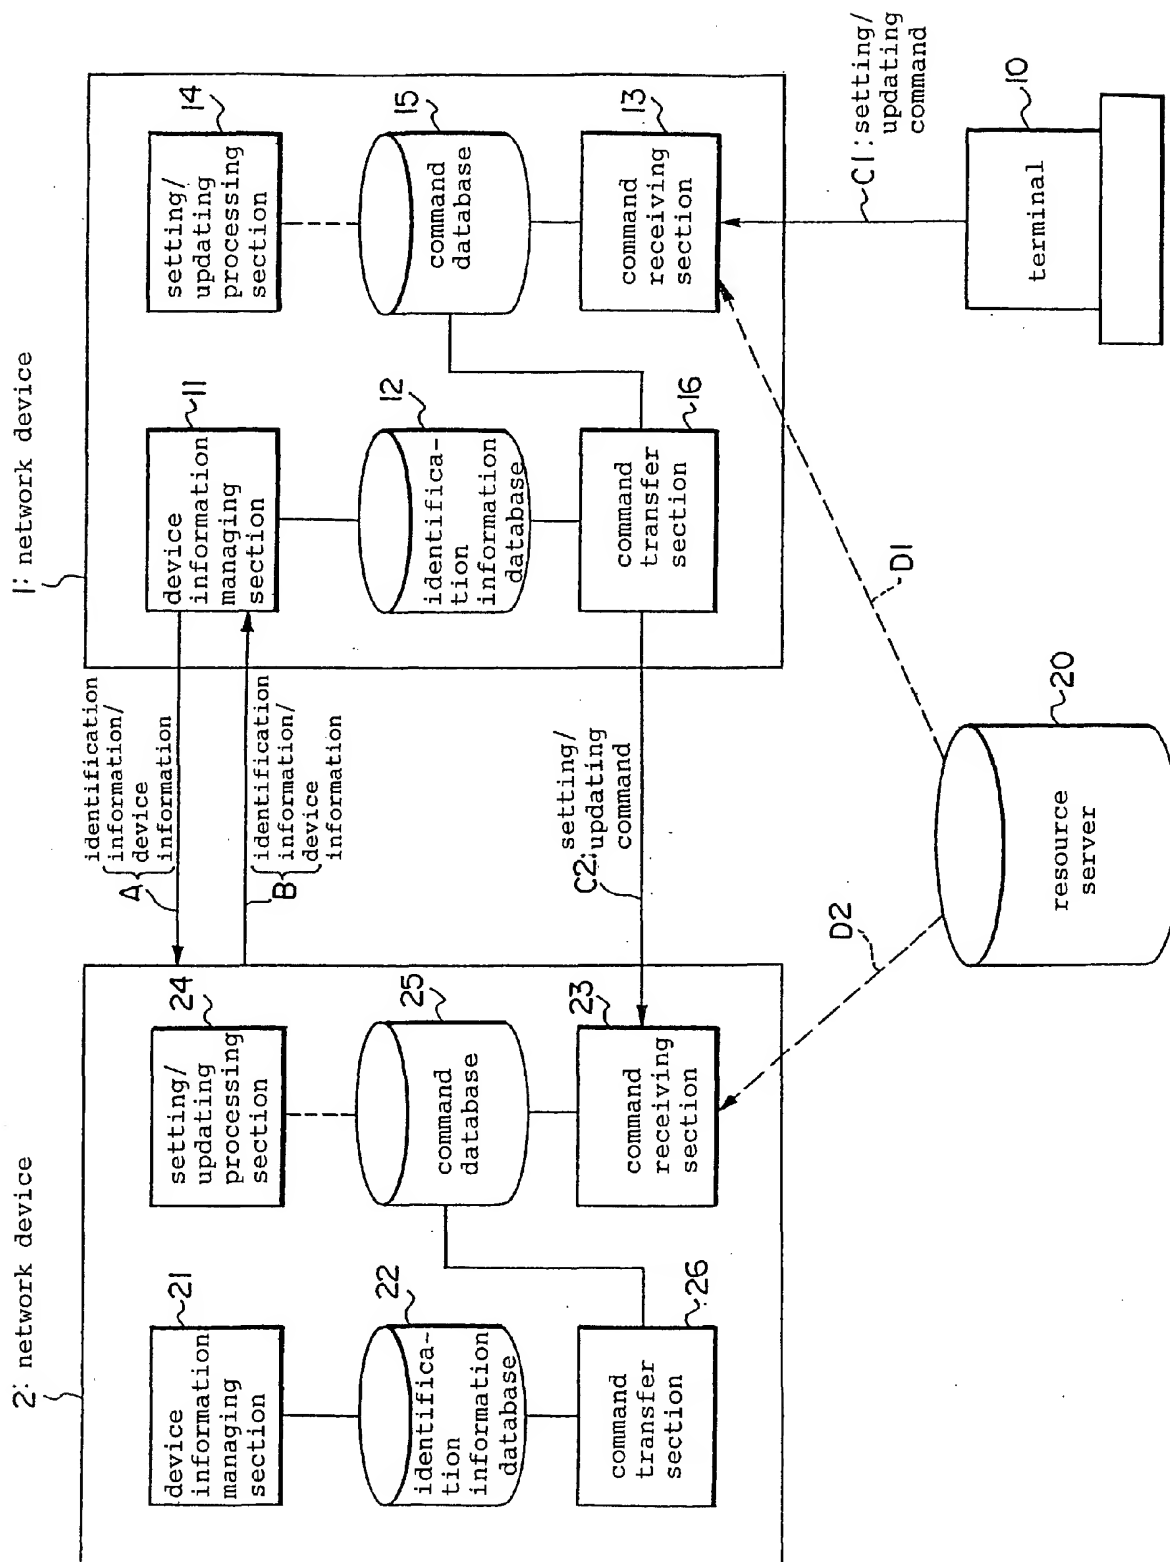 2: network device
21
device
information
managing
section
24
setting/
updating
processing
section
22
identifica-
tion
information
database
25
command
database
26
command
transfer
section
23
command
receiving
section
A
identification
information/
device
information
B
identification
information/
device
information
C2:
setting/
updating
command
1: network device
11
device
information
managing
section
14
setting/
updating
processing
section
12
identifica-
tion
information
database
15
command
database
16
command
transfer
section
13
command
receiving
section
D2
D1
20
resource
server
C1:setting/
updating
command
10
terminal